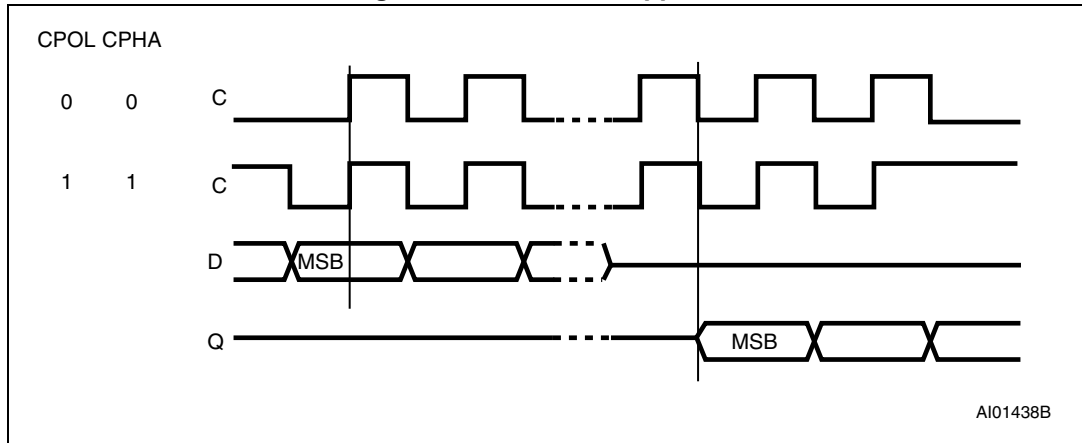 CPOL CPHA
0 0 C
1 1 C
D MSB
Q MSB
AI01438B